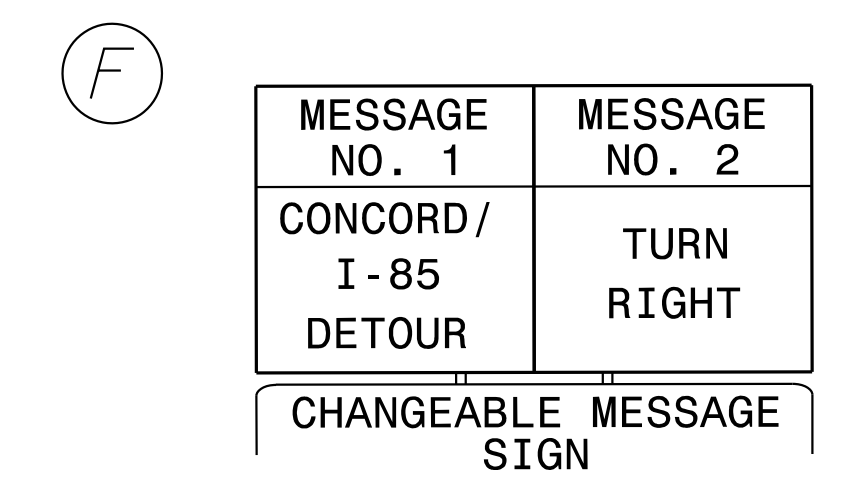 F
MESSAGE
NO. 1
MESSAGE
NO. 2
CONCORD/
I-85
DETOUR
TURN
RIGHT
CHANGEABLE MESSAGE
SIGN